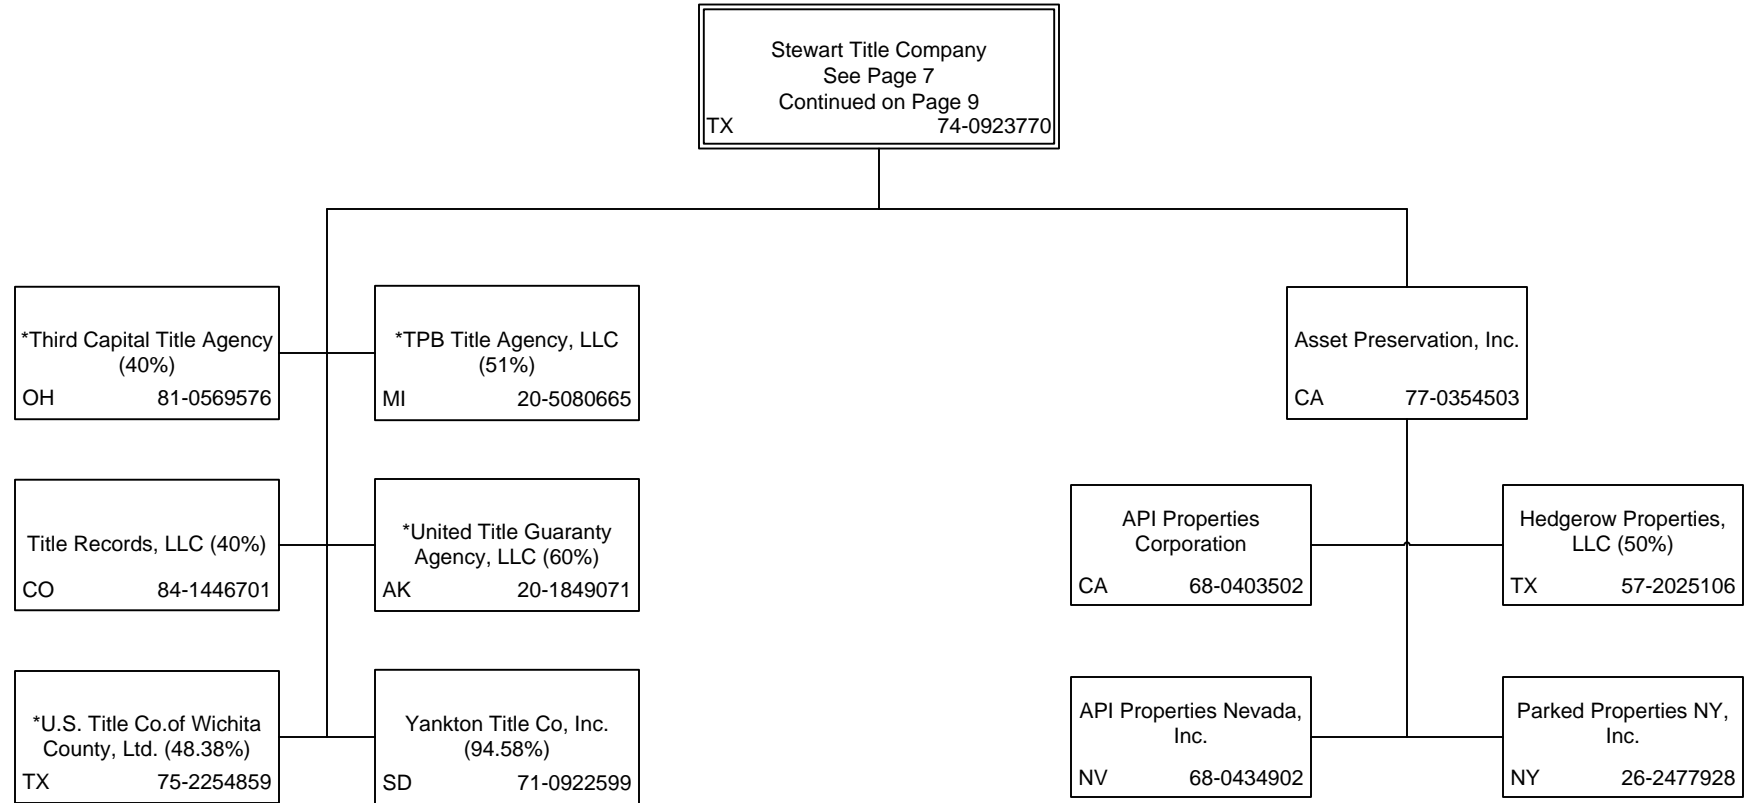 Stewart Title Company
See Page 7
Continued on Page 9
TX 74-0923770
*Third Capital Title Agency
(40%)
OH 81-0569576
*TPB Title Agency, LLC
(51%)
MI 20-5080665
Asset Preservation, Inc.
CA 77-0354503
Title Records, LLC (40%)
CO 84-1446701
*United Title Guaranty
Agency, LLC (60%)
AK 20-1849071
API Properties
Corporation
CA 68-0403502
Hedgerow Properties,
LLC (50%)
TX 57-2025106
*U.S. Title Co.of Wichita
County, Ltd. (48.38%)
TX 75-2254859
Yankton Title Co, Inc.
(94.58%)
SD 71-0922599
API Properties Nevada,
Inc.
NV 68-0434902
Parked Properties NY,
Inc.
NY 26-2477928